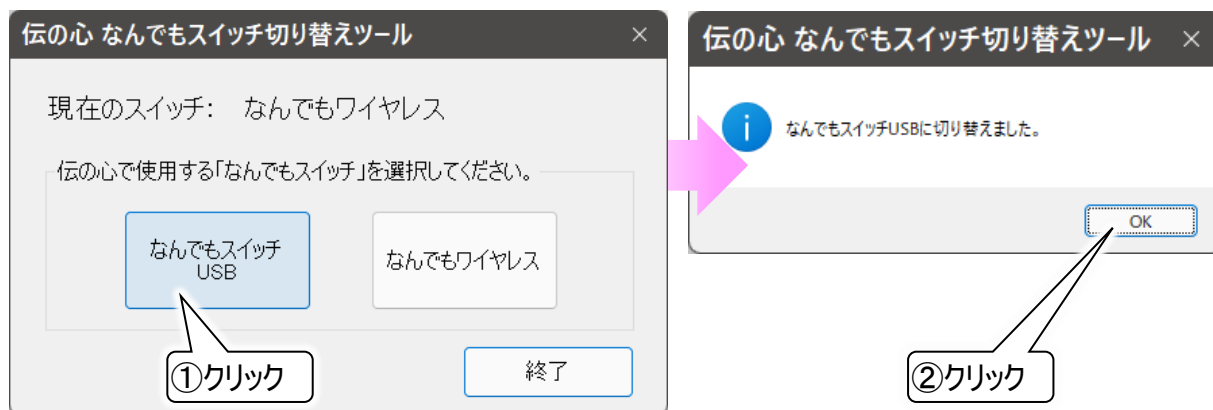 伝の心 なんでもスイッチ切り替えツール
現在のスイッチ： なんでもワイヤレス
伝の心で使用する「なんでもスイッチ」を選択してください。
なんでもスイッチ
USB
なんでもワイヤレス
①クリック
終了
伝の心 なんでもスイッチ切り替えツール
i
なんでもスイッチUSBに切り替えました。
OK
②クリック